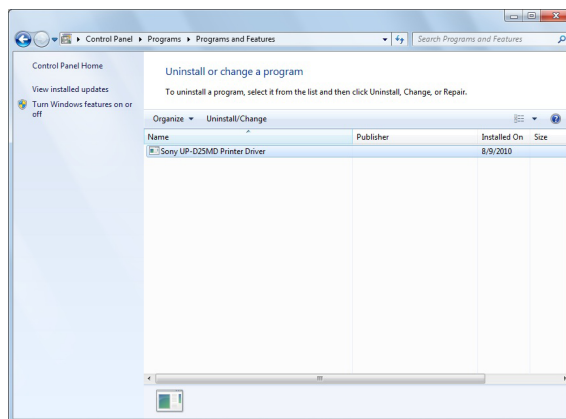 Control Panel ▸ Programs ▸ Programs and Features
Search Programs and Features
Control Panel Home
View installed updates
Turn Windows features on or
off
Uninstall or change a program
To uninstall a program, select it from the list and then click Uninstall, Change, or Repair.
Organize Uninstall/Change
Name Publisher Installed On Size
Sony UP-D25MD Printer Driver 8/9/2010